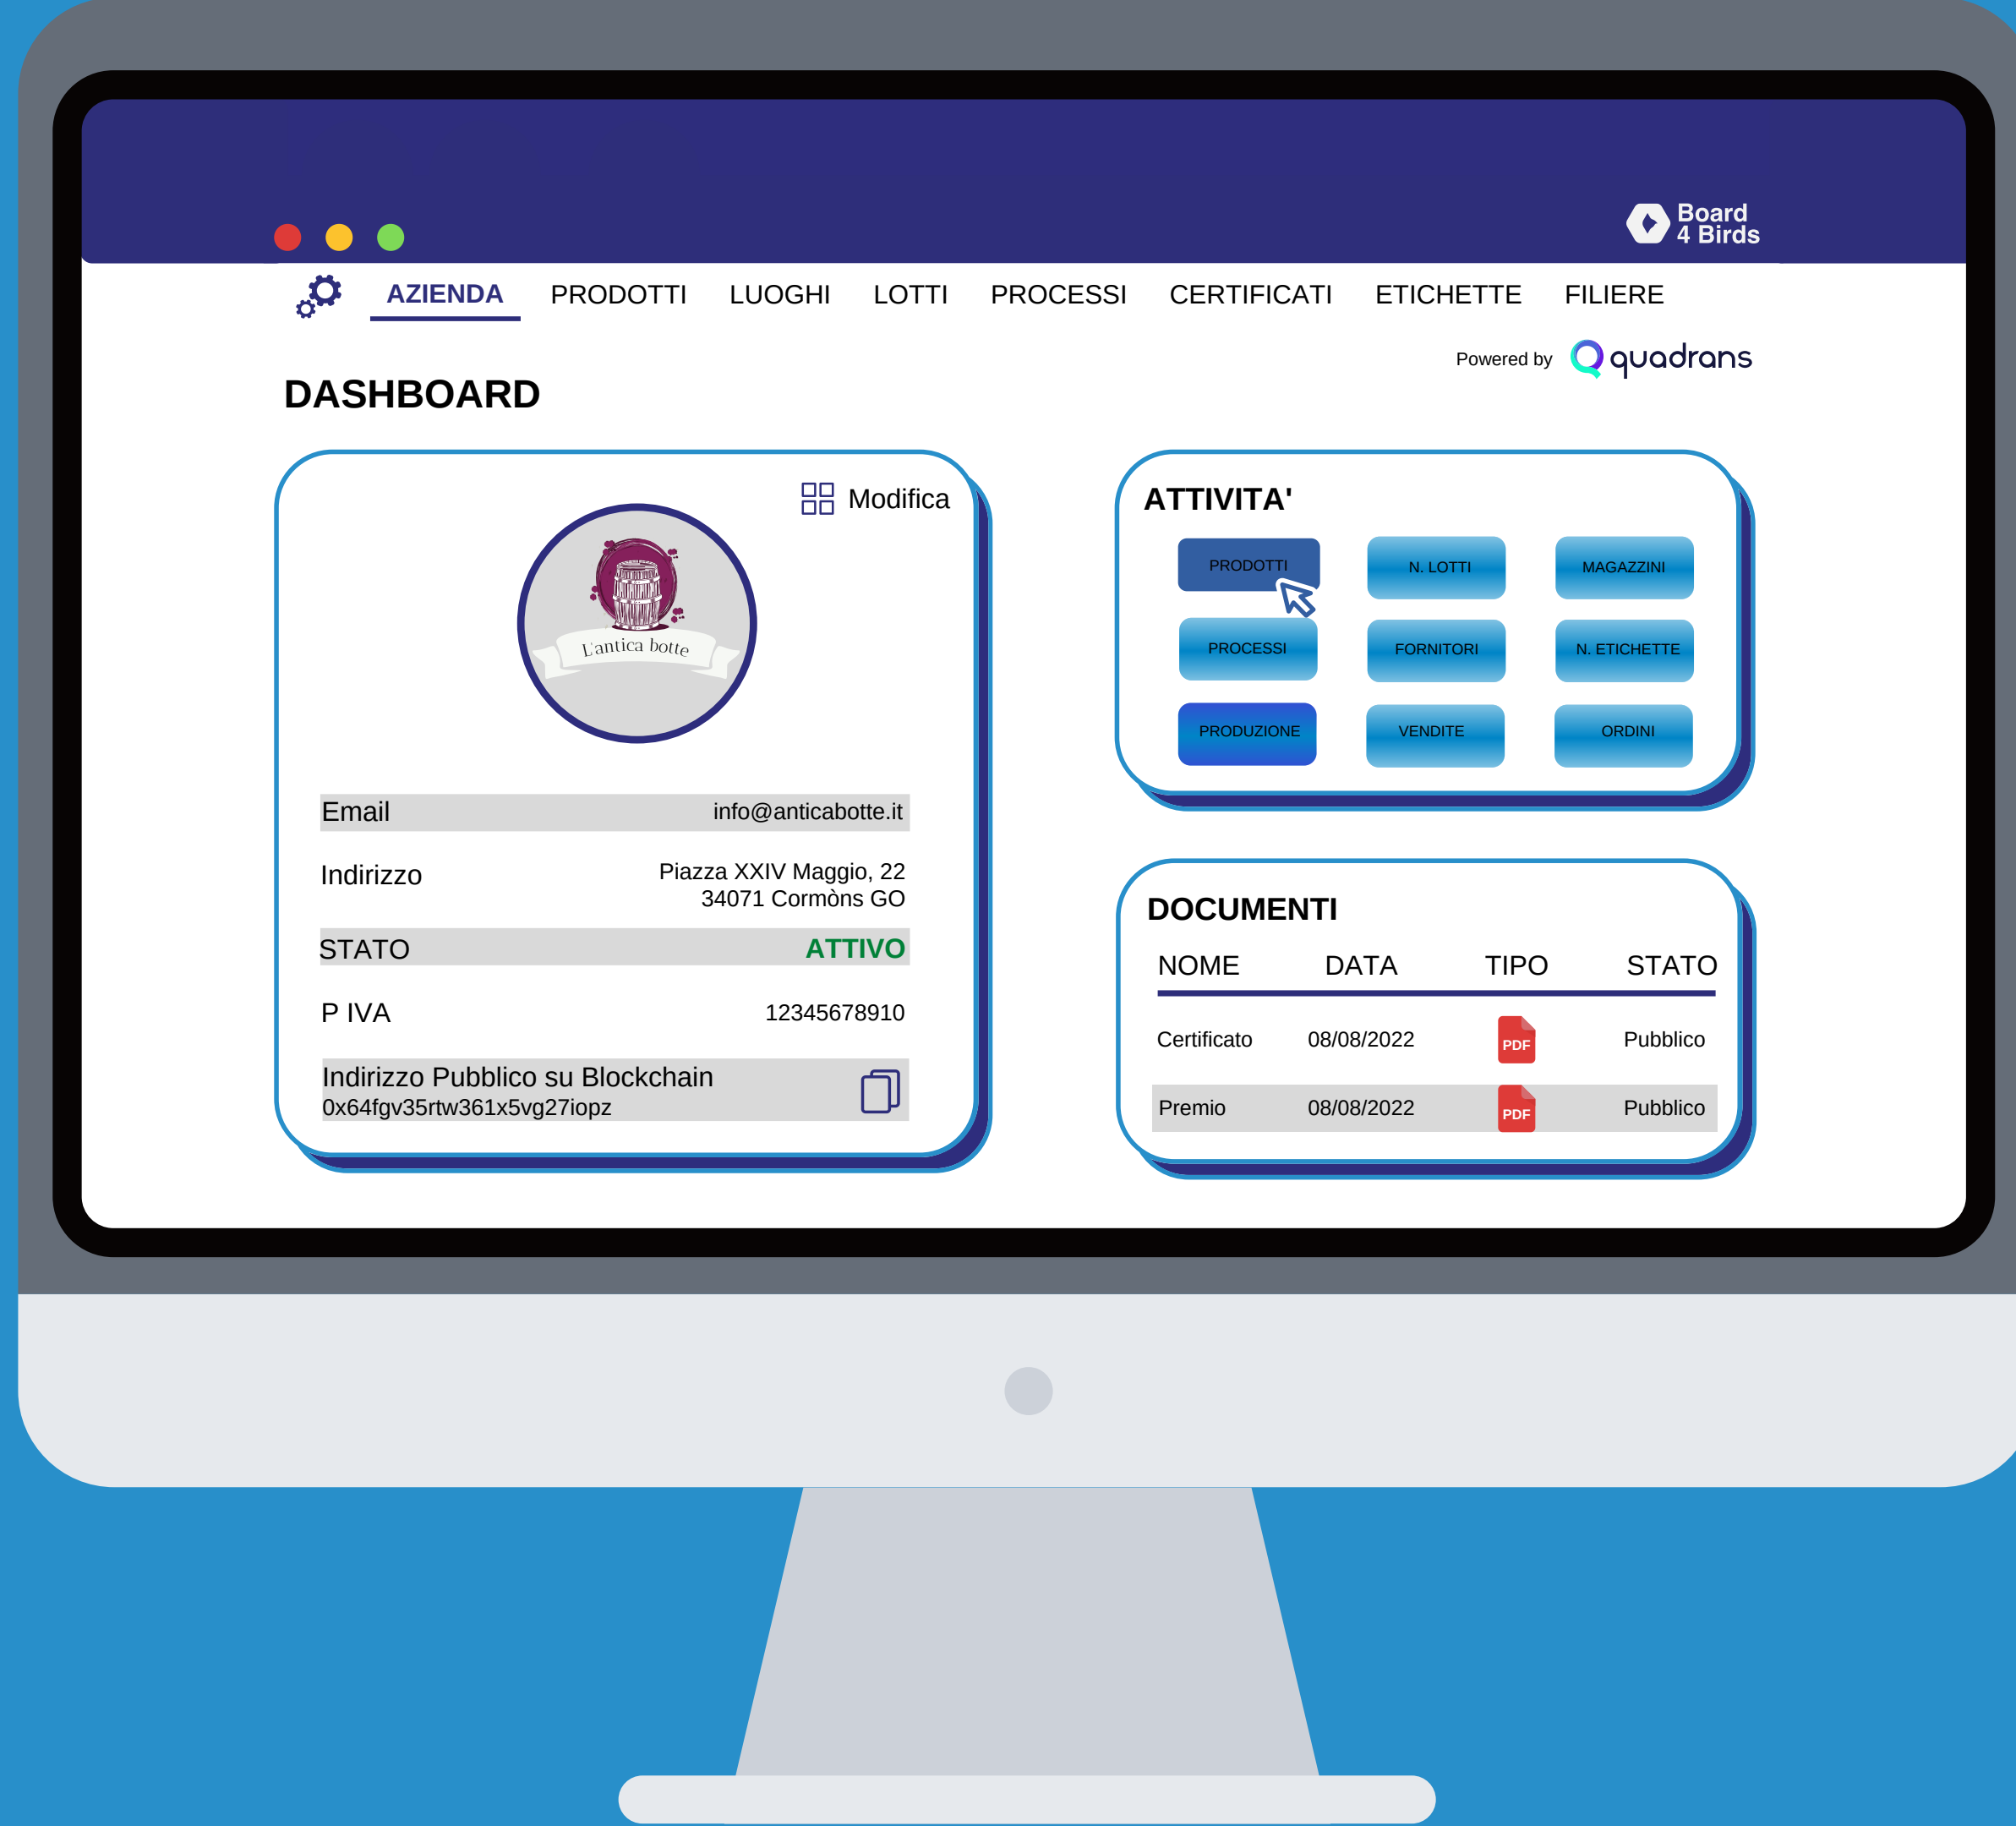 Board
4 Birds
AZIENDA PRODOTTI LUOGHI LOTTI PROCESSI CERTIFICATI ETICHETTE FILIERE
Powered by quadrans
DASHBOARD
Modifica
L'antica botte
Email info@anticabotte.it
Indirizzo Piazza XXIV Maggio, 22
34071 Cormòns GO
STATO ATTIVO
P IVA 12345678910
Indirizzo Pubblico su Blockchain
0x64fgv35rtw361x5vg27iopz
ATTIVITA'
PRODOTTI N. LOTTI MAGAZZINI
PROCESSI FORNITORI N. ETICHETTE
PRODUZIONE VENDITE ORDINI
DOCUMENTI
NOME DATA TIPO STATO
Certificato 08/08/2022 PDF Pubblico
Premio 08/08/2022 PDF Pubblico